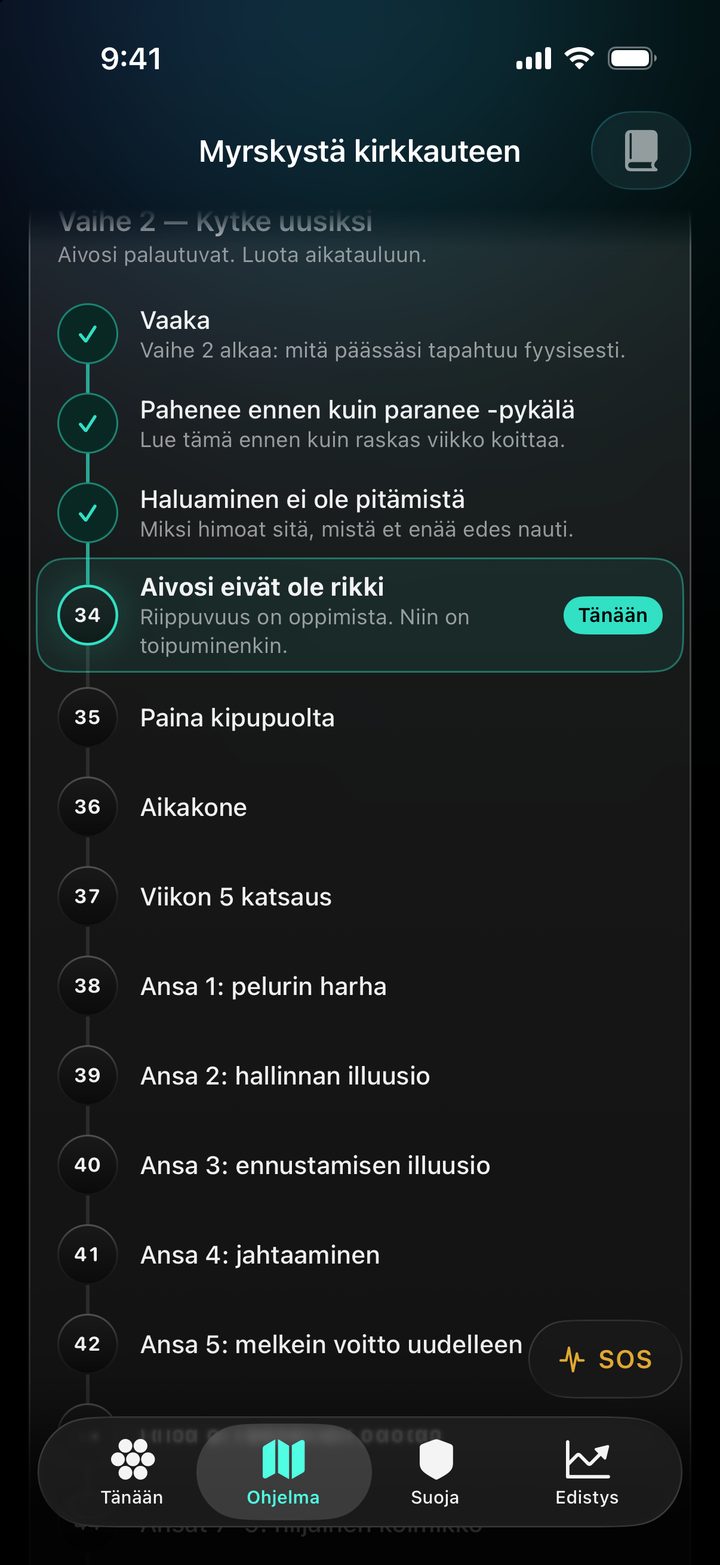 9:41
Myrskystä kirkkauteen
Vaihe 2 — Kytke uusiksi
Aivosi palautuvat. Luota aikatauluun.
Vaaka
Vaihe 2 alkaa: mitä päässäsi tapahtuu fyysisesti.
Pahenee ennen kuin paranee -pykälä
Lue tämä ennen kuin raskas viikko koittaa.
Haluaminen ei ole pitämistä
Miksi himoat sitä, mistä et enää edes nauti.
34
Aivosi eivät ole rikki
Riippuvuus on oppimista. Niin on
toipuminenkin.
Tänään
35 Paina kipupuolta
36 Aikakone
37 Viikon 5 katsaus
38 Ansa 1: pelurin harha
39 Ansa 2: hallinnan illuusio
40 Ansa 3: ennustamisen illuusio
41 Ansa 4: jahtaaminen
42 Ansa 5: melkein voitto uudelleen
SOS
Tänään Ohjelma Suoja Edistys